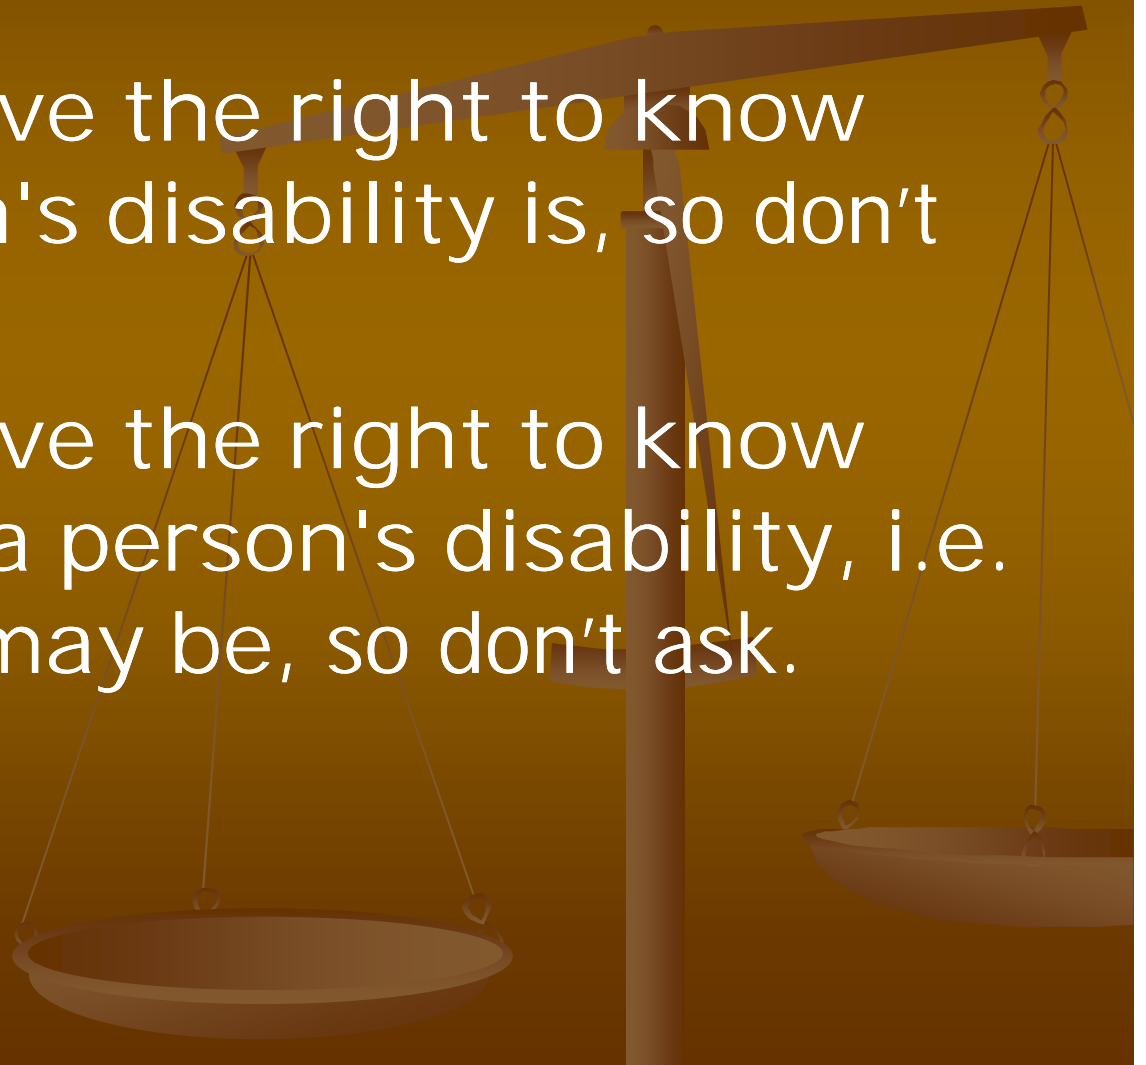 ve the right to know
n's disability is, so don't
ve the right to know
a person's disability, i.e.
may be, so don't ask.